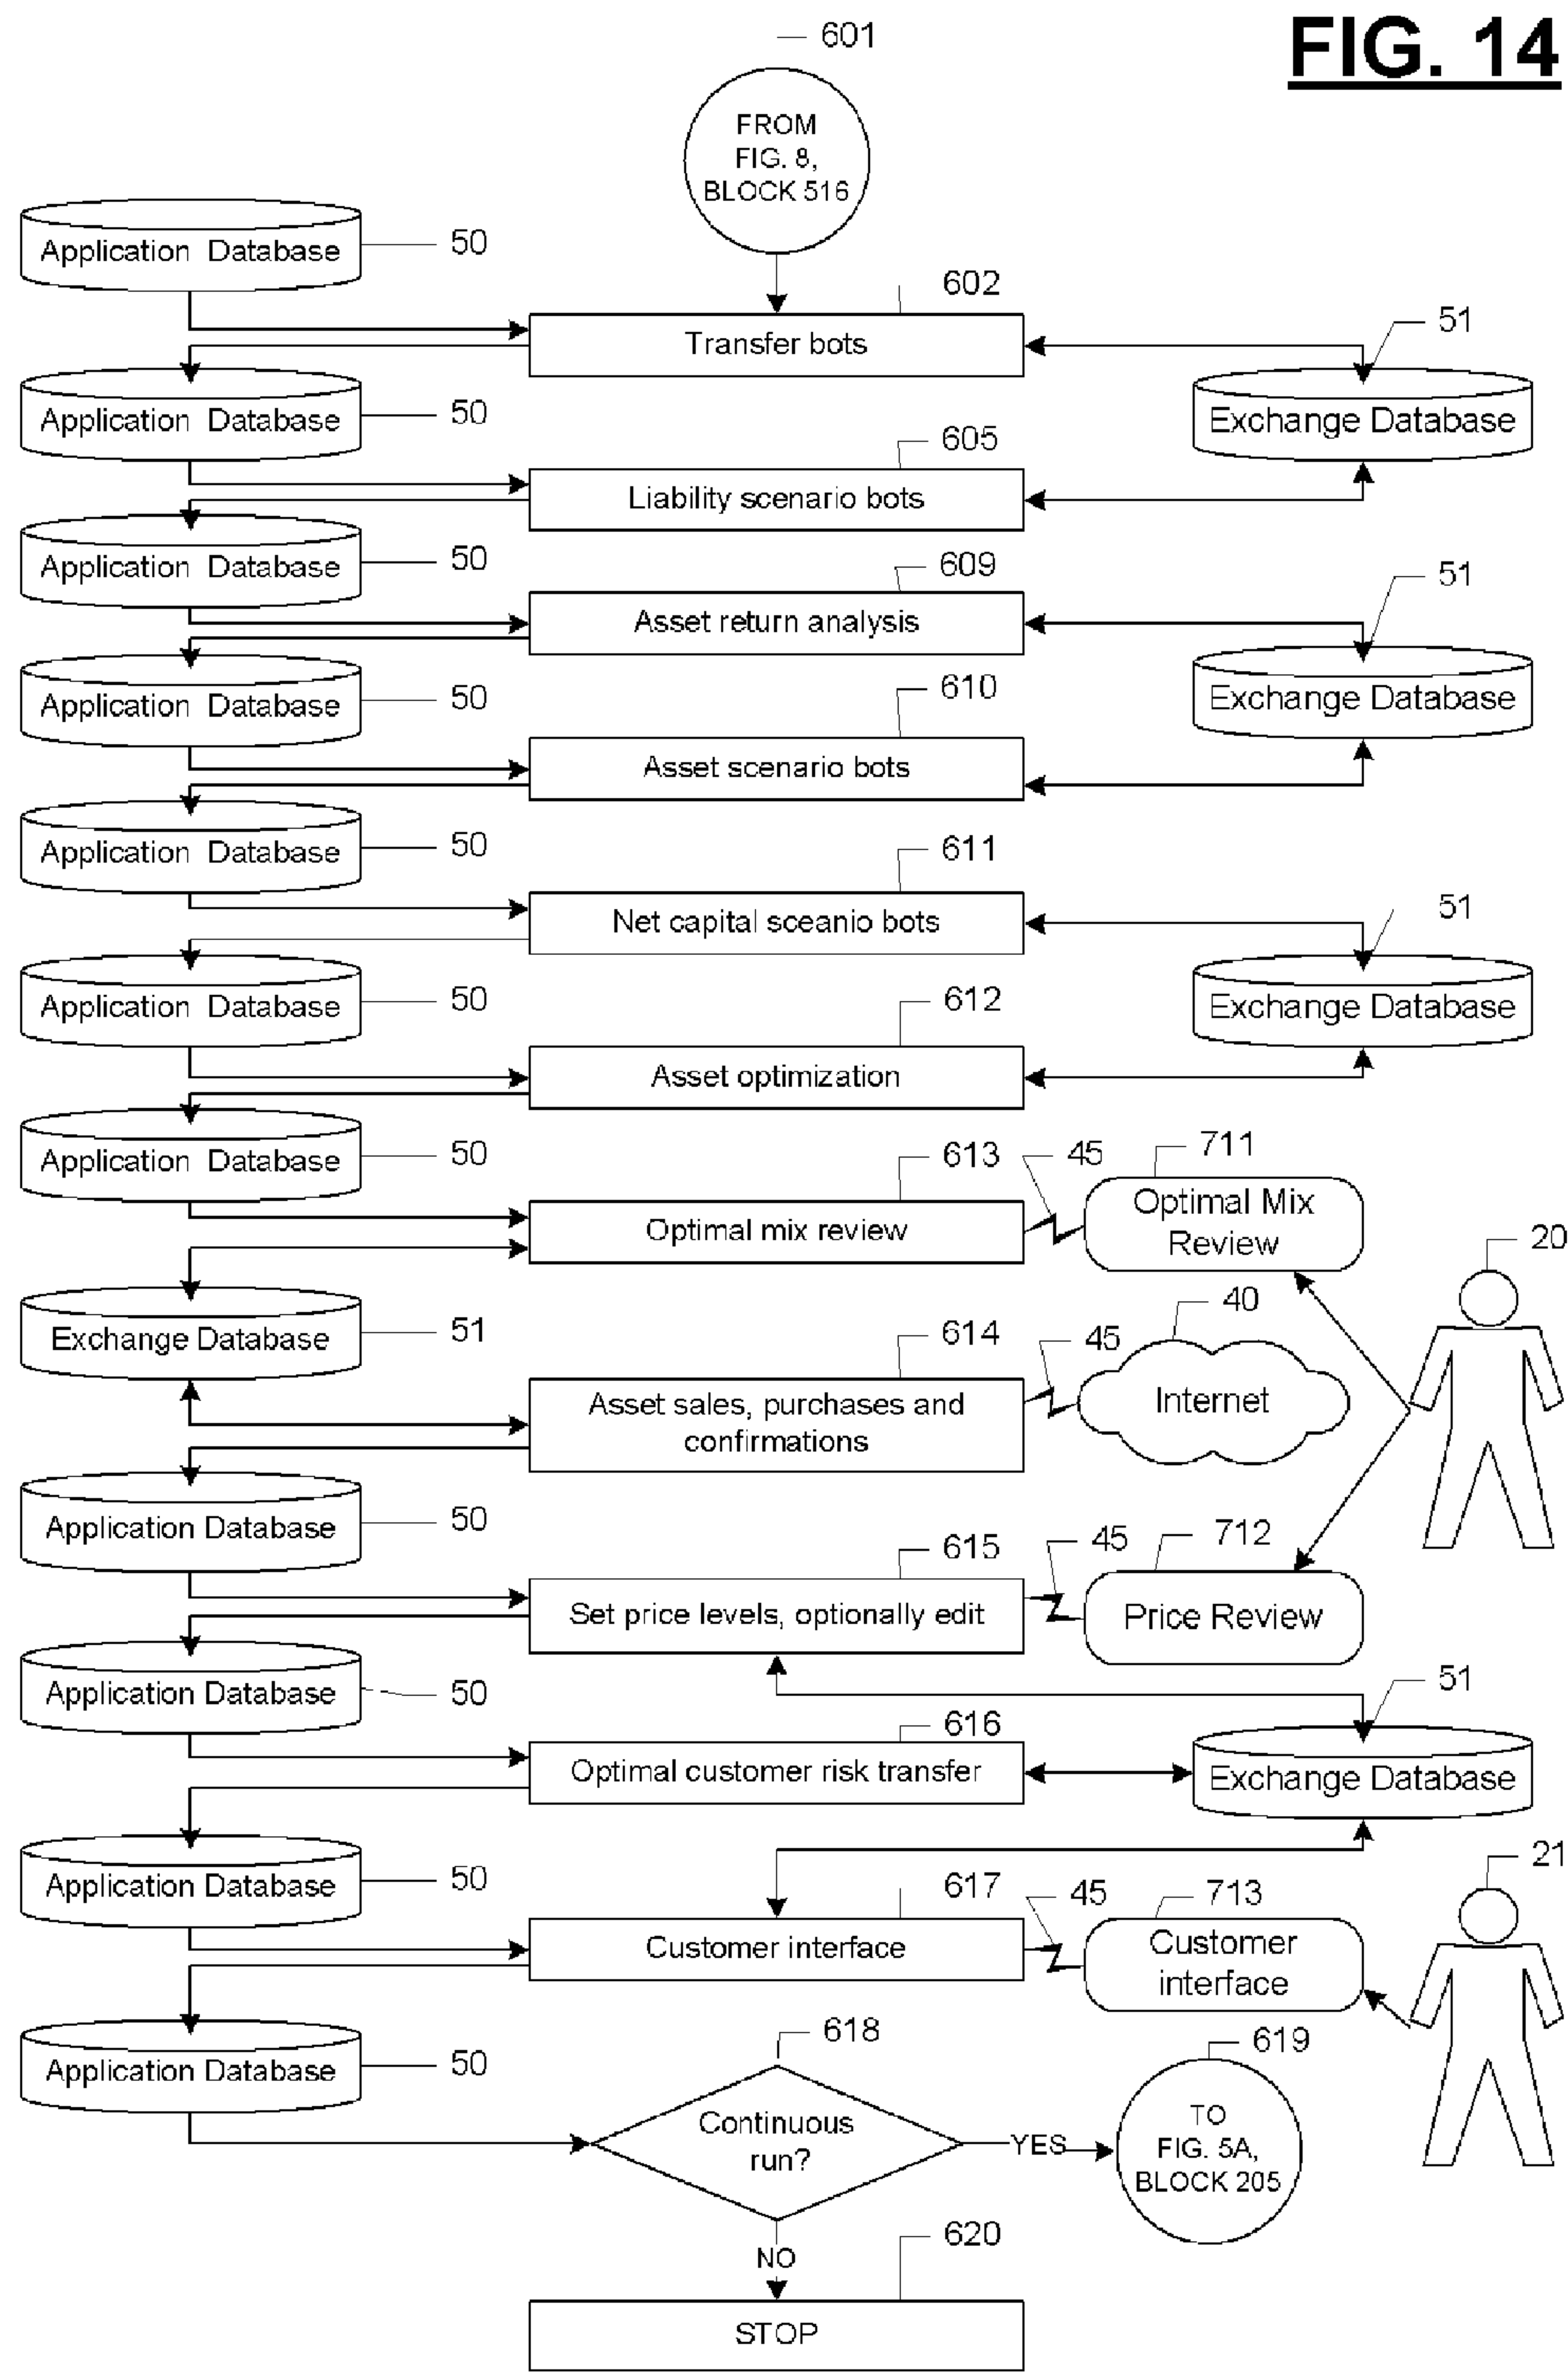 FIG. 14
601
FROM
FIG. 8,
BLOCK 516
Application Database
50
602
Transfer bots
51
Exchange Database
Application Database
50
605
Liability scenario bots
Application Database
50
609
Asset return analysis
51
Exchange Database
Application Database
50
610
Asset scenario bots
Application Database
50
611
Net capital sceanio bots
51
Exchange Database
Application Database
50
612
Asset optimization
Application Database
50
613
Optimal mix review
45
711
Optimal Mix
Review
20
Exchange Database
51
614
Asset sales, purchases and
confirmations
45
40
Internet
Application Database
50
615
Set price levels, optionally edit
45
712
Price Review
Application Database
50
616
Optimal customer risk transfer
51
Exchange Database
Application Database
50
617
Customer interface
45
713
Customer
interface
21
Application Database
50
618
Continuous
run?
YES
619
TO
FIG. 5A,
BLOCK 205
NO
620
STOP